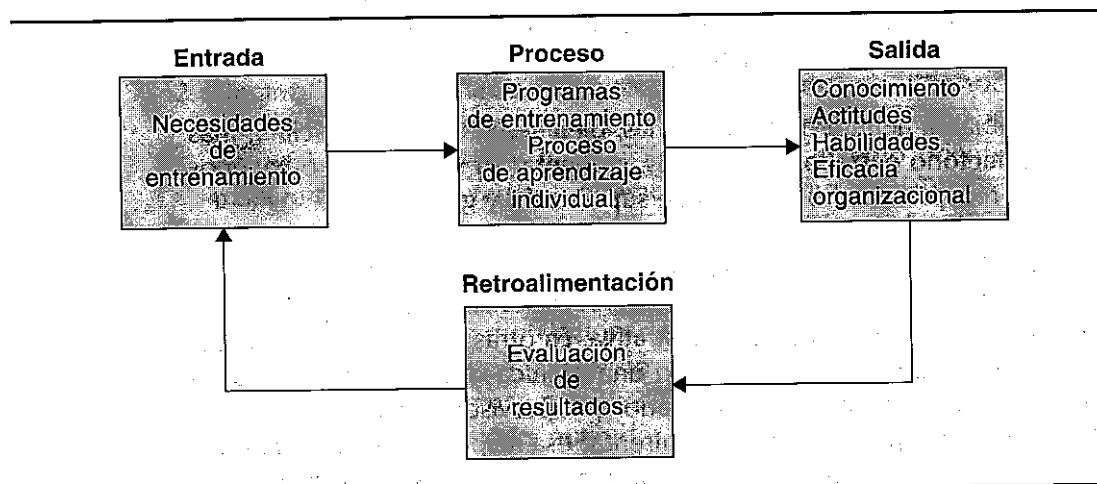 Entrada
Necesidades
de
entrenamiento
Proceso
Programas
de entrenamiento
Proceso
de aprendizaje
individual
Salida
Conocimiento
Actitudes
Habilidades
Eficacia
organizacional
Retroalimentación
Evaluación
de
resultados